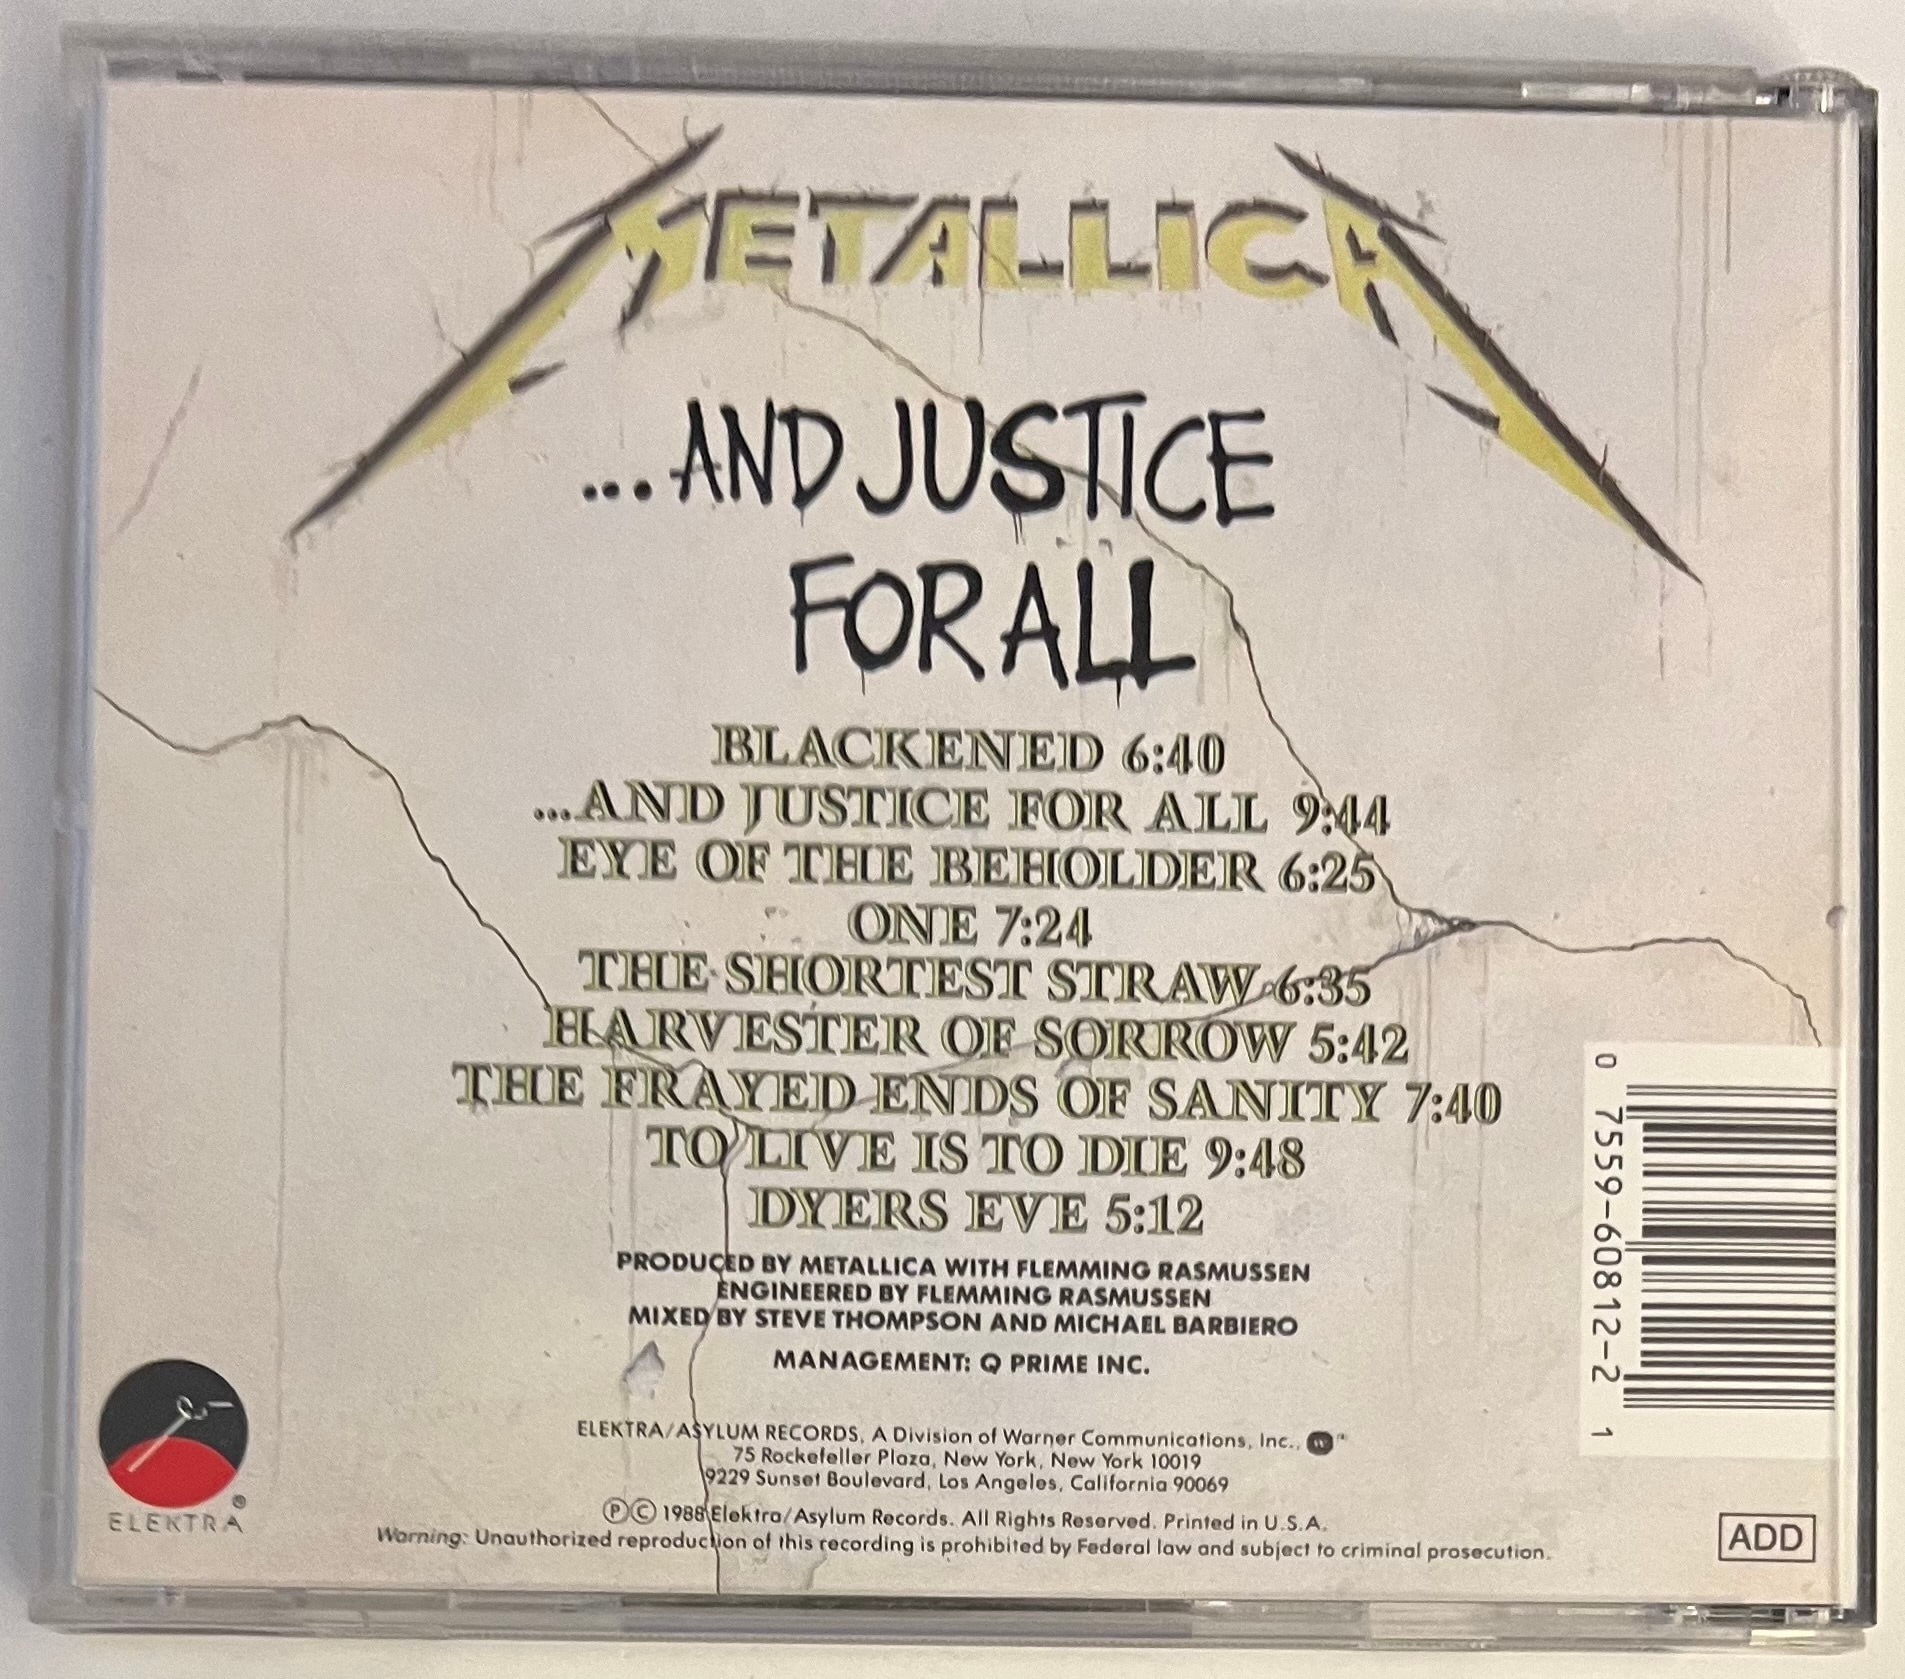 METALLICA
...AND JUSTICE
FOR ALL
BLACKENED 6:40
...AND JUSTICE FOR ALL 9:44
EYE OF THE BEHOLDER 6:25
ONE 7:24
THE SHORTEST STRAW 6:35
HARVESTER OF SORROW 5:42
THE FRAYED ENDS OF SANITY 7:40
TO LIVE IS TO DIE 9:48
DYERS EVE 5:12
PRODUCED BY METALLICA WITH FLEMMING RASMUSSEN
ENGINEERED BY FLEMMING RASMUSSEN
MIXED BY STEVE THOMPSON AND MICHAEL BARBIERO
MANAGEMENT: Q PRIME INC.
ELEKTRA/ASYLUM RECORDS, A Division of Warner Communications, Inc., ™
75 Rockefeller Plaza, New York, New York 10019
9229 Sunset Boulevard, Los Angeles, California 90069
Ⓟ© 1988 Elektra/Asylum Records. All Rights Reserved. Printed in U.S.A.
Warning: Unauthorized reproduction of this recording is prohibited by Federal law and subject to criminal prosecution.
ELEKTRA®
0 7559-60812-2 1
ADD